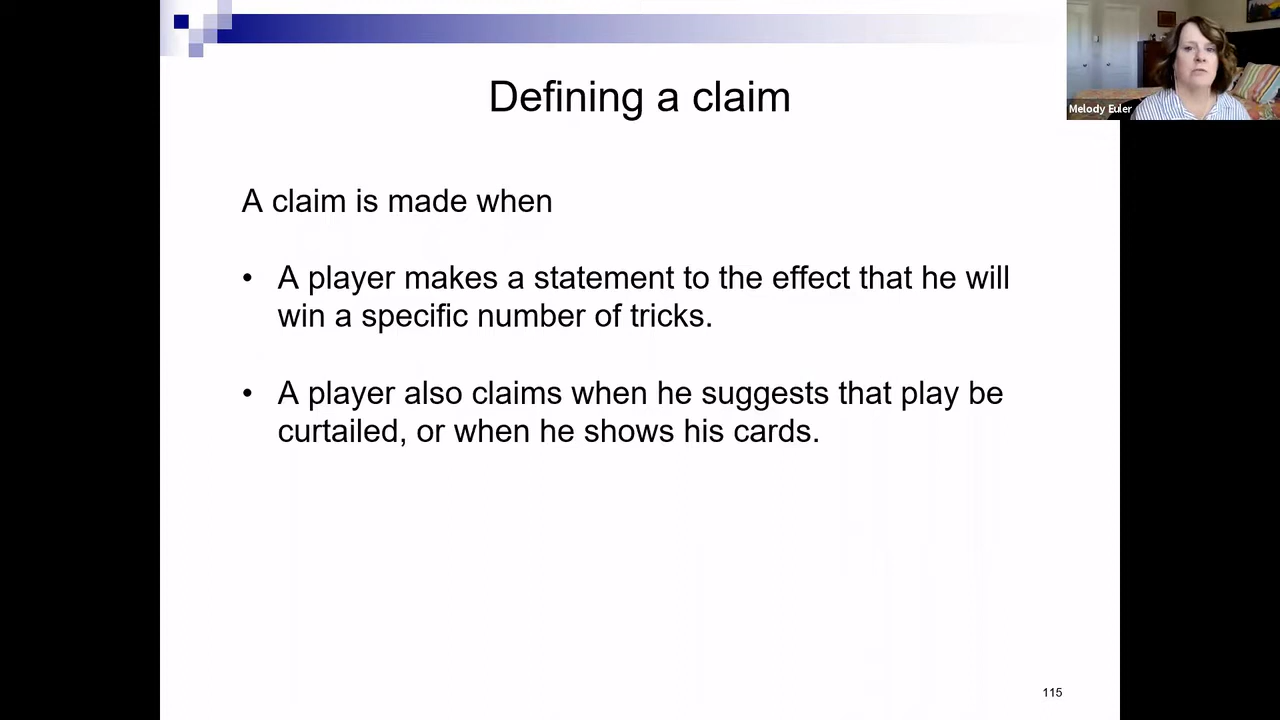 Defining a claim
Melody Euler
A claim is made when
• A player makes a statement to the effect that he will
win a specific number of tricks.
• A player also claims when he suggests that play be
curtailed, or when he shows his cards.
115